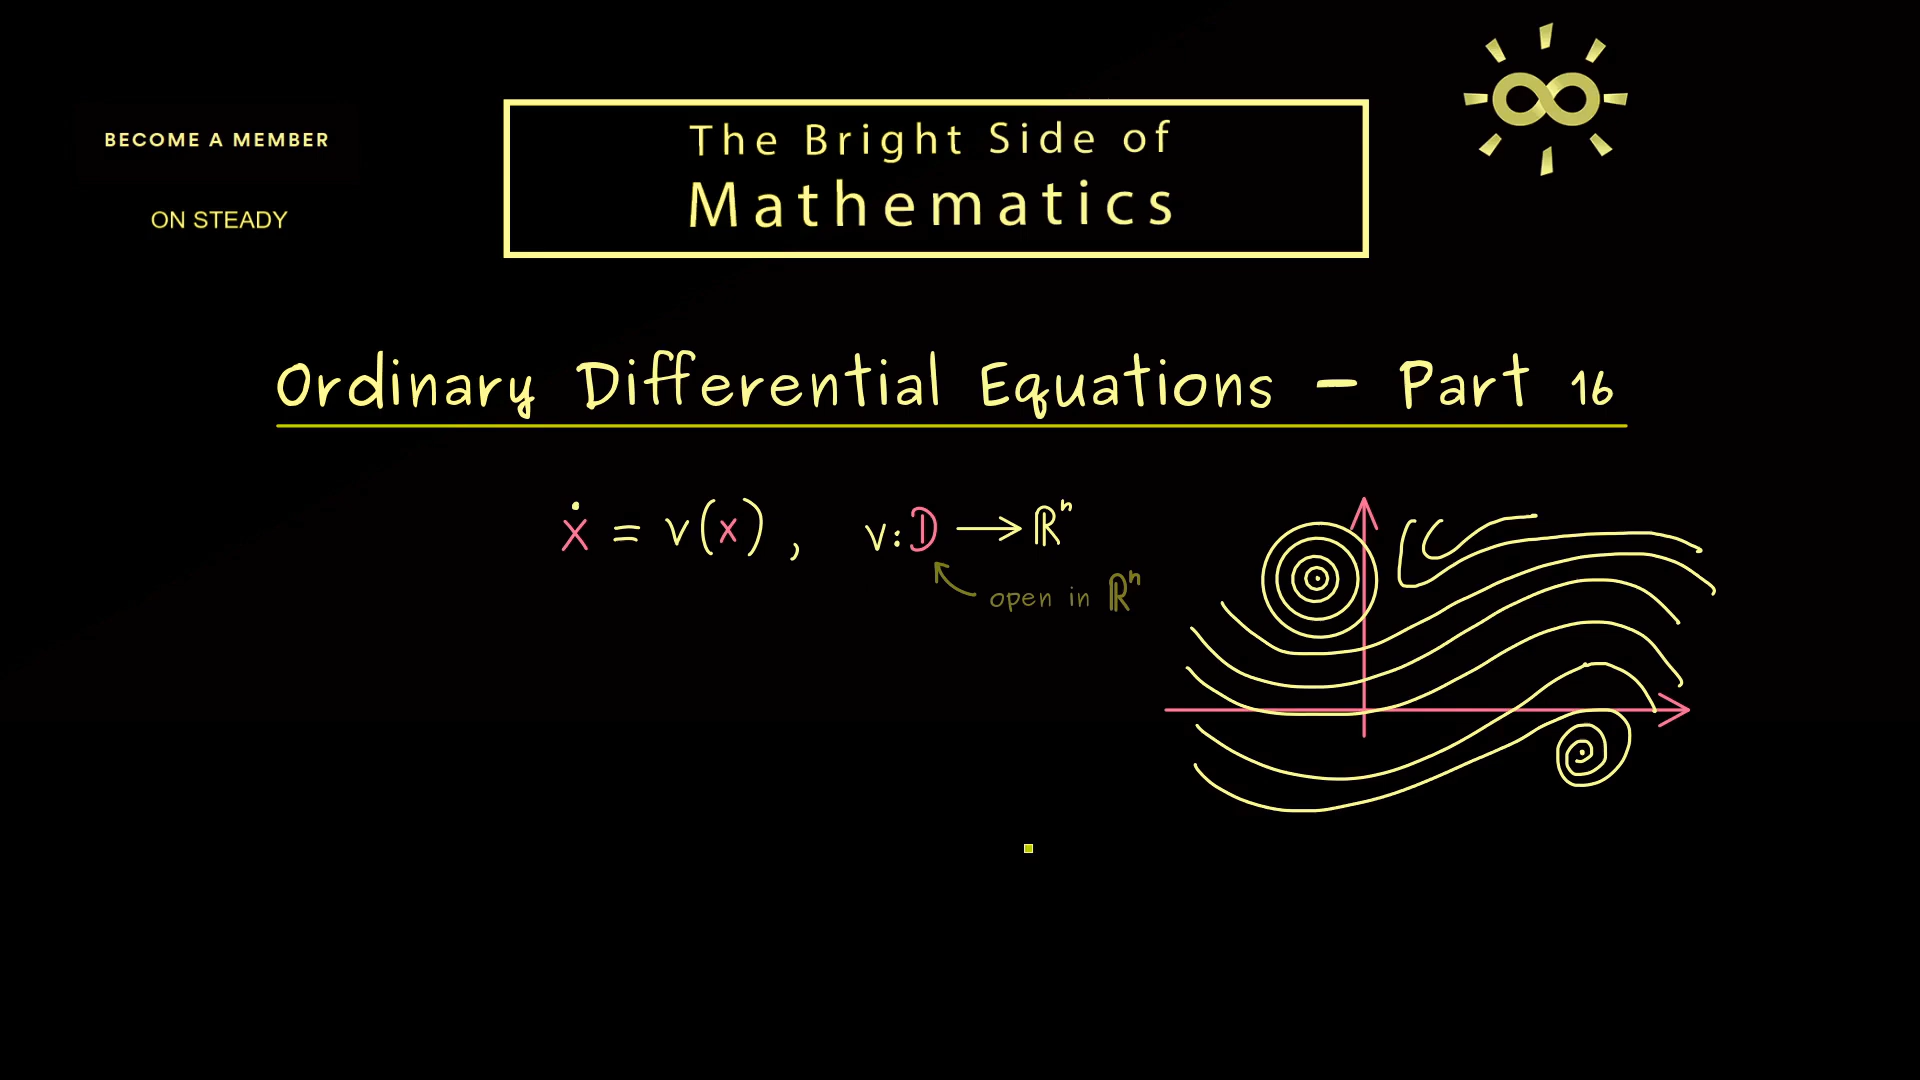 BECOME A MEMBER
ON STEADY
The Bright Side of
Mathematics
Ordinary Differential Equations – Part 16
ẋ = v(x) , v: D ⟶ ℝⁿ
open in ℝⁿ